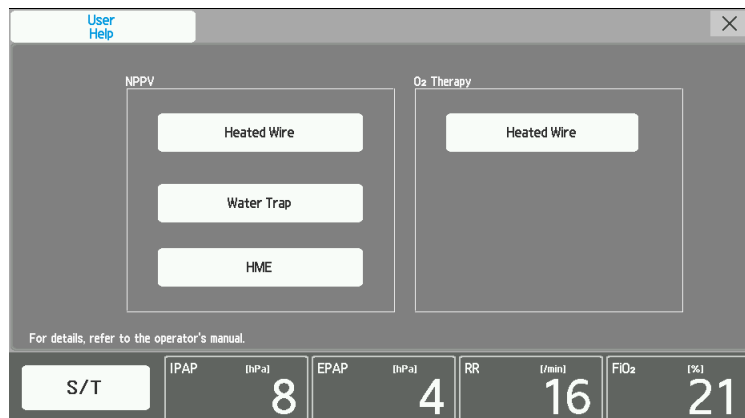 User
Help
×
NPPV
O₂ Therapy
Heated Wire
Heated Wire
Water Trap
HME
For details, refer to the operator's manual.
S/T
IPAP [hPa] 8
EPAP [hPa] 4
RR [/min] 16
FiO₂ [%] 21